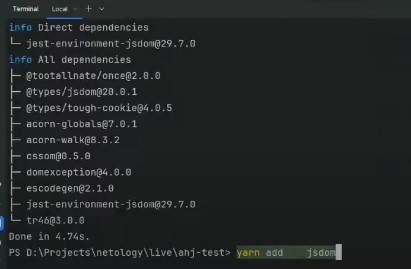 Terminal Local × + ∨
info Direct dependencies
└─ jest-environment-jsdom@29.7.0
info All dependencies
├─ @tootallnate/once@2.0.0
├─ @types/jsdom@20.0.1
├─ @types/tough-cookie@4.0.5
├─ acorn-globals@7.0.1
├─ acorn-walk@8.3.2
├─ cssom@0.5.0
├─ domexception@4.0.0
├─ escodegen@2.1.0
├─ jest-environment-jsdom@29.7.0
└─ tr46@3.0.0
Done in 4.74s.
PS D:\Projects\netology\live\ahj-test> yarn add    jsdom